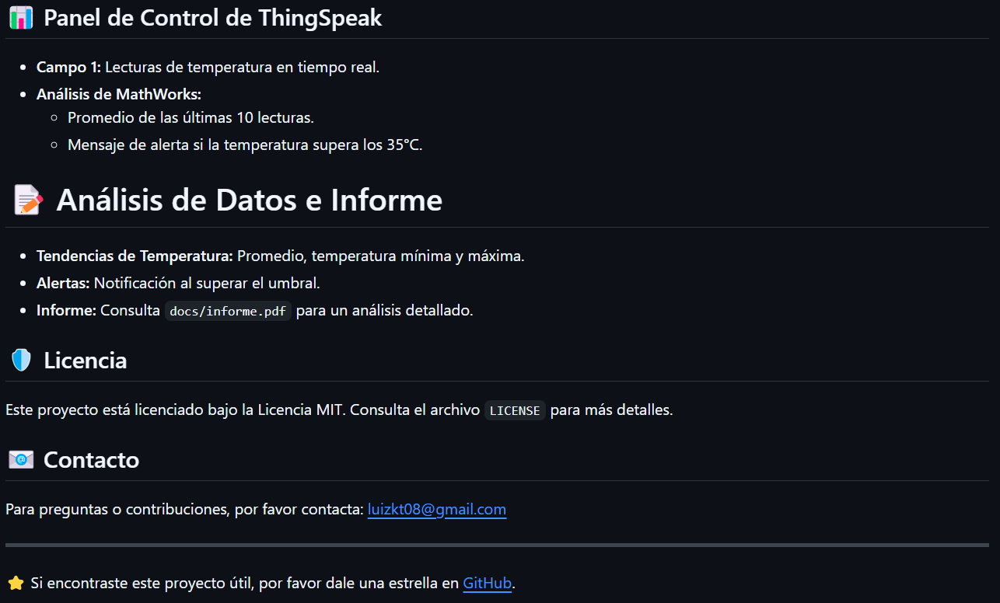 Panel de Control de ThingSpeak
Campo 1: Lecturas de temperatura en tiempo real.
Análisis de MathWorks:
Promedio de las últimas 10 lecturas.
Mensaje de alerta si la temperatura supera los 35°C.
Análisis de Datos e Informe
Tendencias de Temperatura: Promedio, temperatura mínima y máxima.
Alertas: Notificación al superar el umbral.
Informe: Consulta docs/informe.pdf para un análisis detallado.
Licencia
Este proyecto está licenciado bajo la Licencia MIT. Consulta el archivo LICENSE para más detalles.
Contacto
Para preguntas o contribuciones, por favor contacta: luizkt08@gmail.com
Si encontraste este proyecto útil, por favor dale una estrella en GitHub.